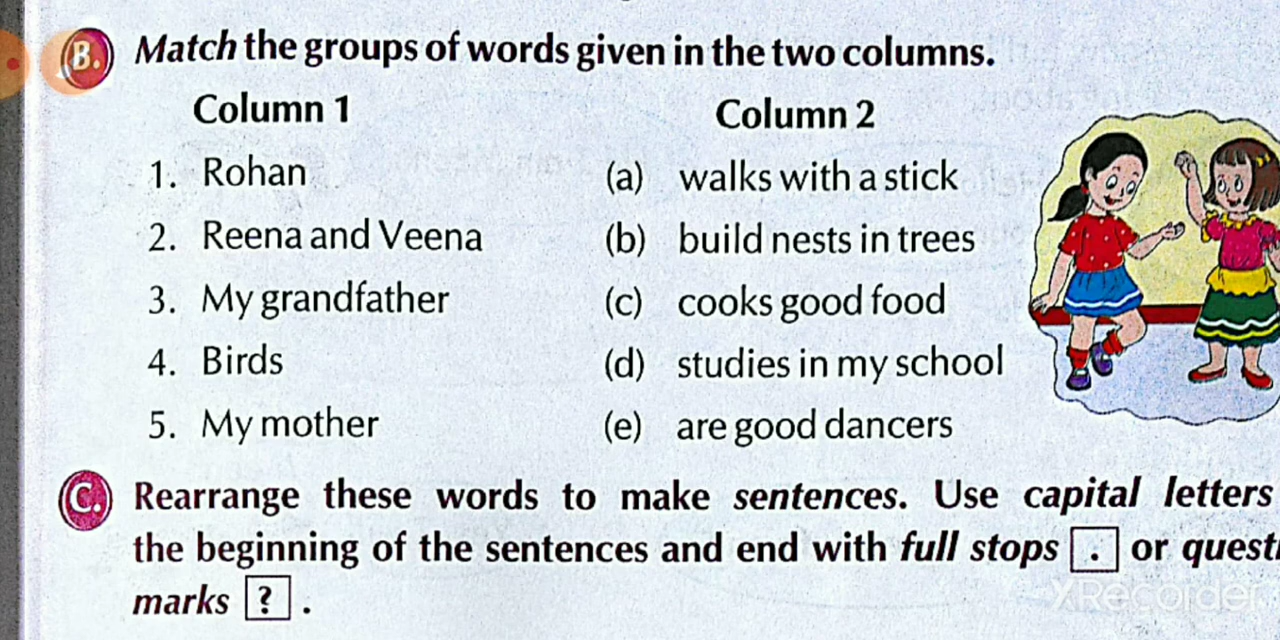 B. Match the groups of words given in the two columns.
Column 1 Column 2
1. Rohan (a) walks with a stick
2. Reena and Veena (b) build nests in trees
3. My grandfather (c) cooks good food
4. Birds (d) studies in my school
5. My mother (e) are good dancers
C. Rearrange these words to make sentences. Use capital letters
the beginning of the sentences and end with full stops . or
marks ? .
XRecorder